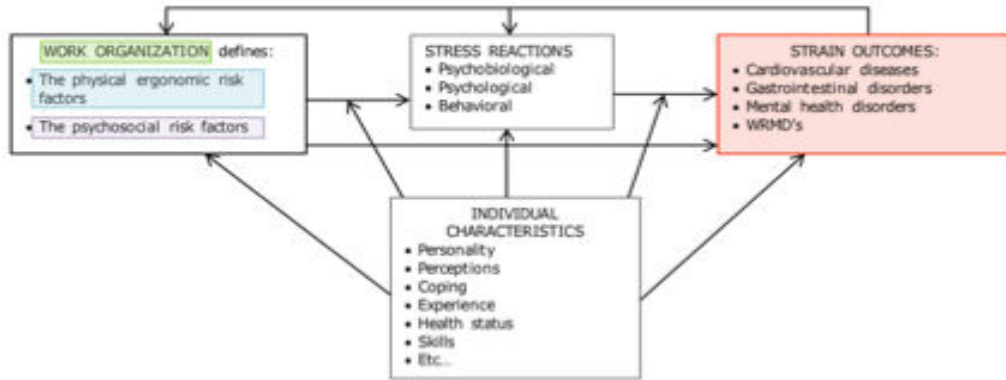 WORK ORGANIZATION defines:
• The physical ergonomic risk
factors
• The psychosocial risk factors
STRESS REACTIONS
• Psychobiological
• Psychological
• Behavioral
STRAIN OUTCOMES:
• Cardiovascular diseases
• Gastrointestinal disorders
• Mental health disorders
• WRMD's
INDIVIDUAL
CHARACTERISTICS
• Personality
• Perceptions
• Coping
• Experience
• Health status
• Skills
• Etc...